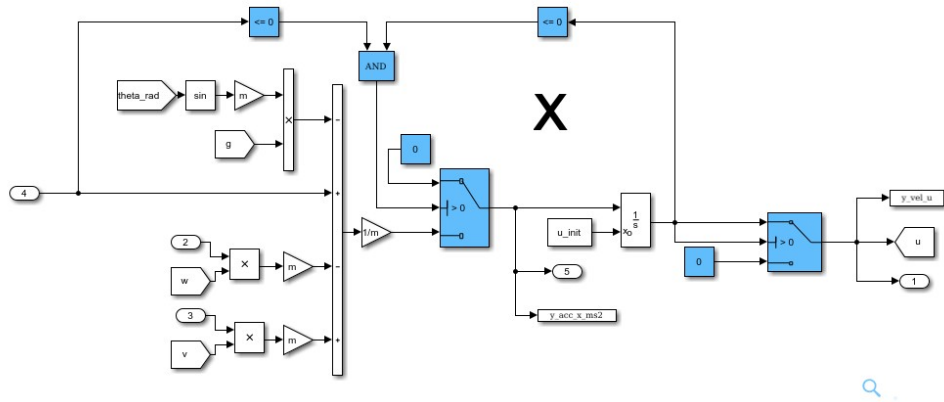 <= 0
<= 0
AND
X
theta_rad
sin
m
×
g
0
4
-
+
-
+
1/m
> 0
u_init
1
s
xo
y_vel_u
> 0
u
0
2
w
×
m
5
1
3
v
×
m
y_acc_x_ms2